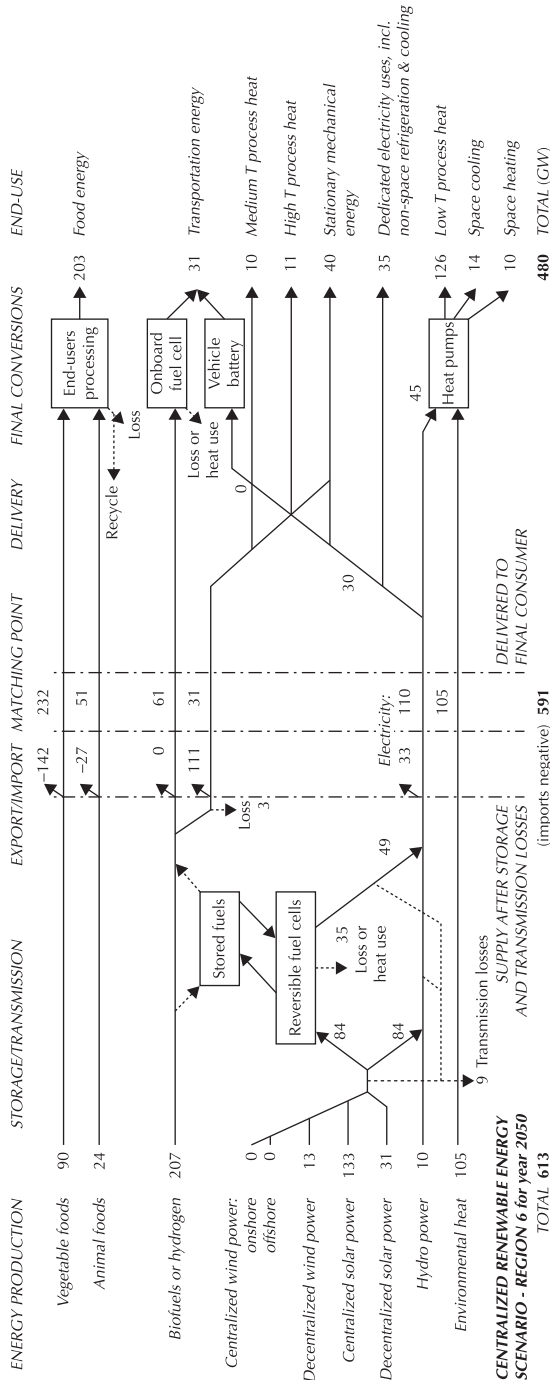 ENERGY PRODUCTION STORAGE/TRANSMISSION EXPORT/IMPORT MATCHING POINT DELIVERY FINAL CONVERSIONS END-USE
Vegetable foods 90 −142 232
Animal foods 24 −27 51
End-users
processing
203 Food energy
Recycle
Loss
Biofuels or hydrogen 207 0 61
111 31
Onboard
fuel cell
Loss or
heat use
Vehicle
battery
31 Transportation energy
Stored fuels
Loss
3
Centralized wind power:
onshore 0
offshore 0
0
10 Medium T process heat
Reversible fuel cells
Decentralized wind power 13
11 High T process heat
35
Loss or
heat use
Centralized solar power 133
84
30
40 Stationary mechanical
energy
Decentralized solar power 31
84
49
Electricity:
35 Dedicated electricity uses, incl.
non-space refrigeration & cooling
Hydro power 10 33 110
45
Heat pumps
126 Low T process heat
Environmental heat 105 105
14 Space cooling
10 Space heating
9 Transmission losses
CENTRALIZED RENEWABLE ENERGY
SCENARIO - REGION 6 for year 2050
SUPPLY AFTER STORAGE
AND TRANSMISSION LOSSES
DELIVERED TO
FINAL CONSUMER
TOTAL 613
(imports negative) 591
480 TOTAL (GW)